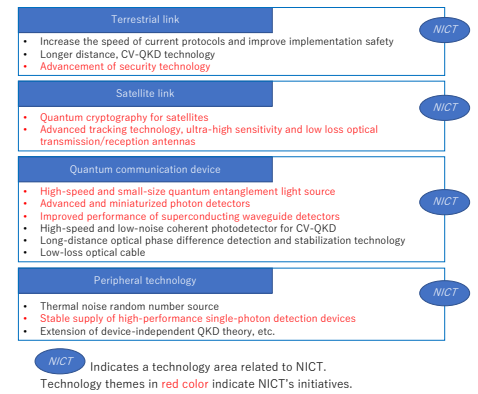 Terrestrial link
NICT
• Increase the speed of current protocols and improve implementation safety
• Longer distance, CV-QKD technology
• Advancement of security technology
Satellite link
NICT
• Quantum cryptography for satellites
• Advanced tracking technology, ultra-high sensitivity and low loss optical
transmission/reception antennas
Quantum communication device
NICT
• High-speed and small-size quantum entanglement light source
• Advanced and miniaturized photon detectors
• Improved performance of superconducting waveguide detectors
• High-speed and low-noise coherent photodetector for CV-QKD
• Long-distance optical phase difference detection and stabilization technology
• Low-loss optical cable
Peripheral technology
NICT
• Thermal noise random number source
• Stable supply of high-performance single-photon detection devices
• Extension of device-independent QKD theory, etc.
NICT Indicates a technology area related to NICT.
Technology themes in red color indicate NICT's initiatives.